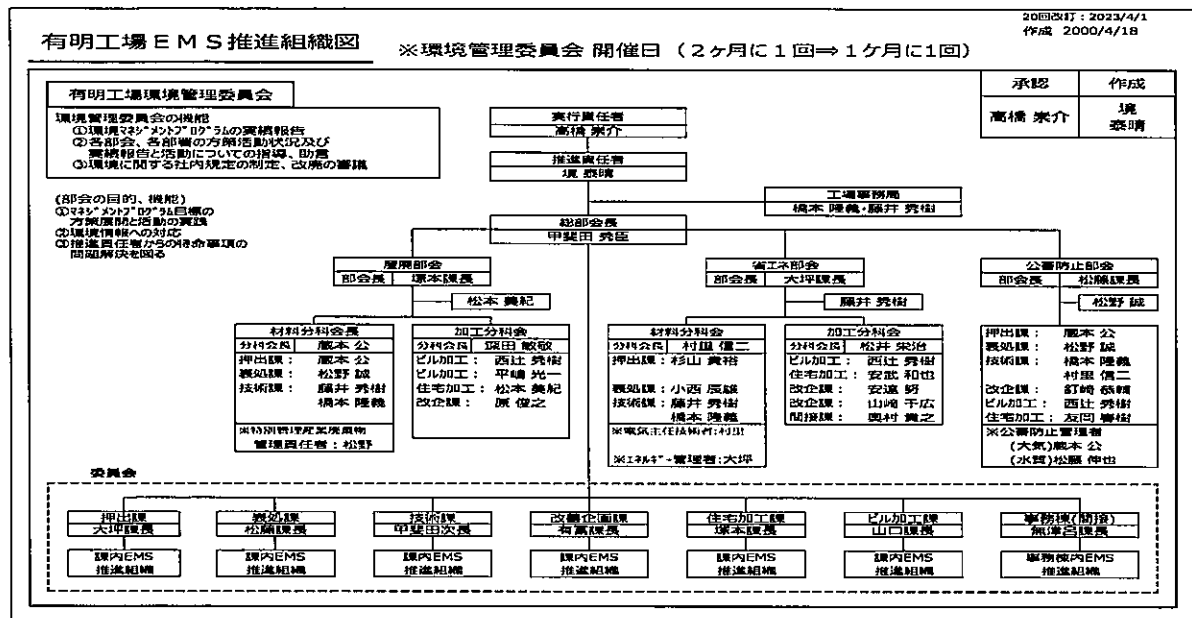 20回改訂：2023/4/1
作成 2000/4/18
有明工場ＥＭＳ推進組織図
※環境管理委員会 開催日 （2ヶ月に1回⇒1ケ月に1回）
承認 作成
高橋 崇介 境 泰晴
有明工場環境管理委員会
環境管理委員会の機能
①環境ﾏﾈｼﾞﾒﾝﾄﾌﾟﾛｸﾞﾗﾑの実績報告
②各部会、各部署の方策活動状況及び
実績報告と活動についての指導、助言
③環境に関する社内規定の制定、改廃の審議
(部会の目的、機能)
①ﾏﾈｼﾞﾒﾝﾄﾌﾟﾛｸﾞﾗﾑ目標の
方策展開と活動の実践
②環境情報への対応
③推進責任者からの特命事項の
問題解決を図る
実行責任者
高橋 崇介
推進責任者
境 泰晴
工場事務局
橋本 隆義・藤井 秀樹
総部会長
甲斐田 秀臣
産廃部会
部会長 塚本課長
松本 美紀
材料分科会長
分科会長 蔵本 公
押出課： 蔵本 公
表処課： 松野 誠
技術課： 藤井 秀樹
橋本 隆義
※特別管理産業廃棄物
管理責任者：松野
加工分科会
分科会長 深田 敏敬
ビル加工： 西辻 秀樹
ビル加工： 平嶋 光一
住宅加工： 松本 美紀
改企課： 原 俊之
省エネ部会
部会長 大坪課長
藤井 秀樹
材料分科会
分科会長 村里 信二
押出課： 杉山 貴裕
表処課： 小西 辰雄
技術課： 藤井 秀樹
橋本 隆義
※電気主任技術者：村里
※ｴﾈﾙｷﾞｰ管理者：大坪
加工分科会
分科会長 松井 栄治
ビル加工： 西辻 秀樹
住宅加工： 安武 和也
改企課： 安達 努
改企課： 山崎 千広
間接課： 奥村 貴之
公害防止部会
部会長 松藤課長
松野 誠
押出課： 蔵本 公
表処課： 松野 誠
技術課： 橋本 隆義
村里 信二
改企課： 釘崎 恭輔
ビル加工： 西辻 秀樹
住宅加工： 友岡 春樹
※公害防止管理者
(大気)蔵本 公
(水質)松藤 伸也
委員会
押出課
大坪課長
課内EMS
推進組織
表処課
松藤課長
課内EMS
推進組織
技術課
甲斐田次長
課内EMS
推進組織
改善企画課
有冨課長
課内EMS
推進組織
住宅加工課
塚本課長
課内EMS
推進組織
ビル加工課
山口課長
課内EMS
推進組織
事務棟(間接)
無津呂課長
事務棟内EMS
推進組織